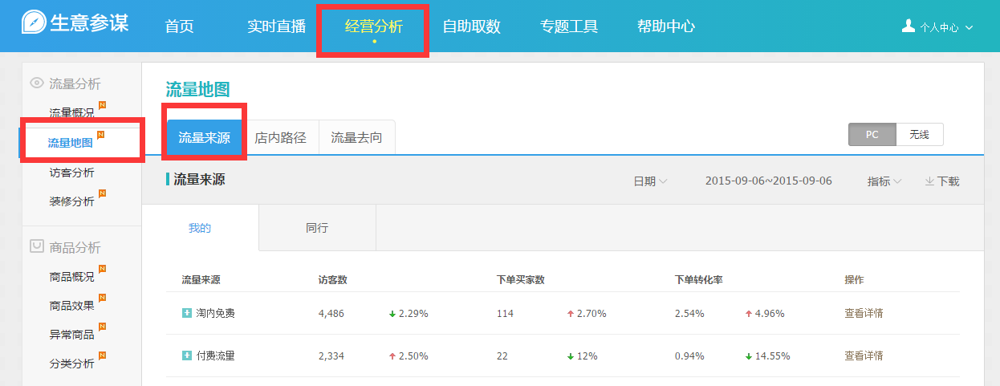 生意参谋 首页 实时直播 经营分析 自助取数 专题工具 帮助中心 个人中心
流量分析
流量概况 N
流量地图 N
访客分析
装修分析 N
商品分析
商品概况 N
商品效果 N
异常商品 N
分类分析 N
流量地图
流量来源 店内路径 流量去向 PC 无线
流量来源 日期 2015-09-06~2015-09-06 指标 下载
我的 同行
流量来源 访客数 下单买家数 下单转化率 操作
淘内免费 4,486 2.29% 114 2.70% 2.54% 4.96% 查看详情
付费流量 2,334 2.50% 22 12% 0.94% 14.55% 查看详情